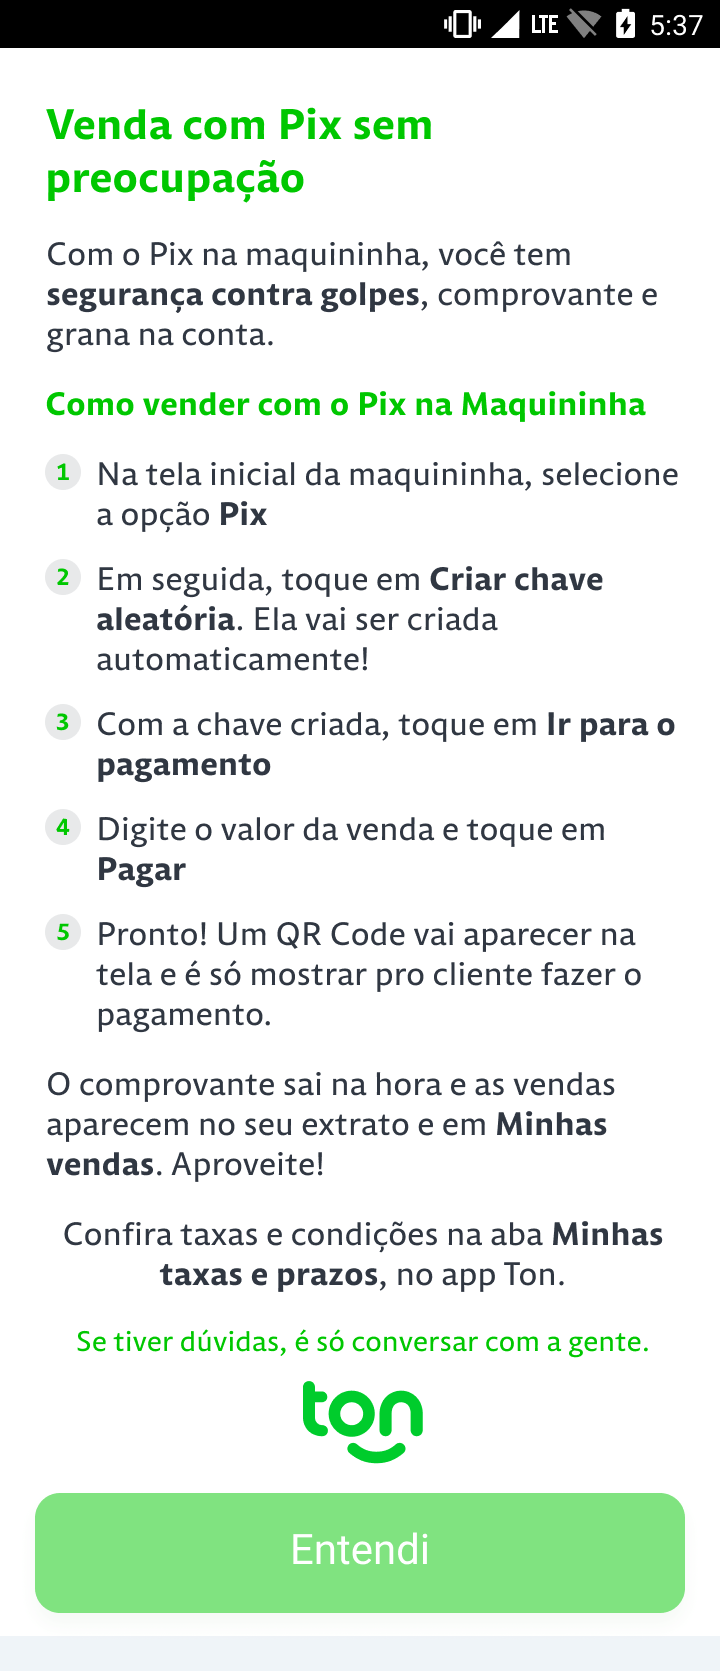 LTE 5:37
Venda com Pix sem
preocupação
Com o Pix na maquininha, você tem
segurança contra golpes, comprovante e
grana na conta.
Como vender com o Pix na Maquininha
1 Na tela inicial da maquininha, selecione
a opção Pix
2 Em seguida, toque em Criar chave
aleatória. Ela vai ser criada
automaticamente!
3 Com a chave criada, toque em Ir para o
pagamento
4 Digite o valor da venda e toque em
Pagar
5 Pronto! Um QR Code vai aparecer na
tela e é só mostrar pro cliente fazer o
pagamento.
O comprovante sai na hora e as vendas
aparecem no seu extrato e em Minhas
vendas. Aproveite!
Confira taxas e condições na aba Minhas
taxas e prazos, no app Ton.
Se tiver dúvidas, é só conversar com a gente.
ton
Entendi